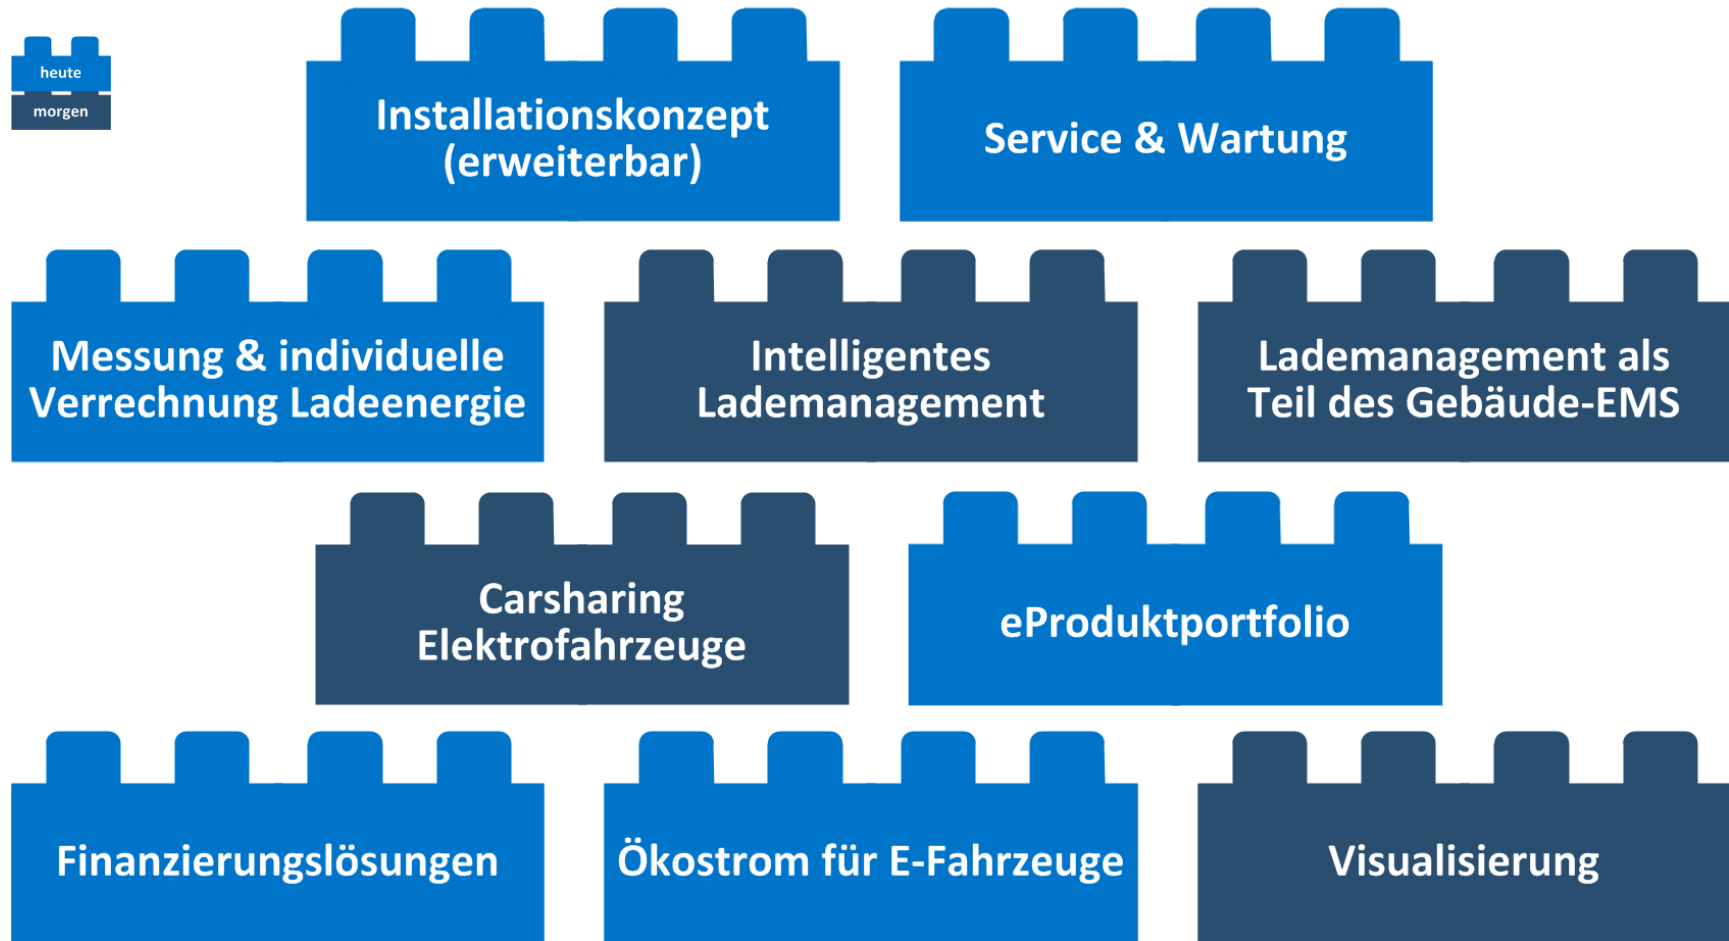 heute
morgen
Installationskonzept
(erweiterbar)
Service & Wartung
Messung & individuelle
Verrechnung Ladeenergie
Intelligentes
Lademanagement
Lademanagement als
Teil des Gebäude-EMS
Carsharing
Elektrofahrzeuge
eProduktportfolio
Finanzierungslösungen
Ökostrom für E-Fahrzeuge
Visualisierung